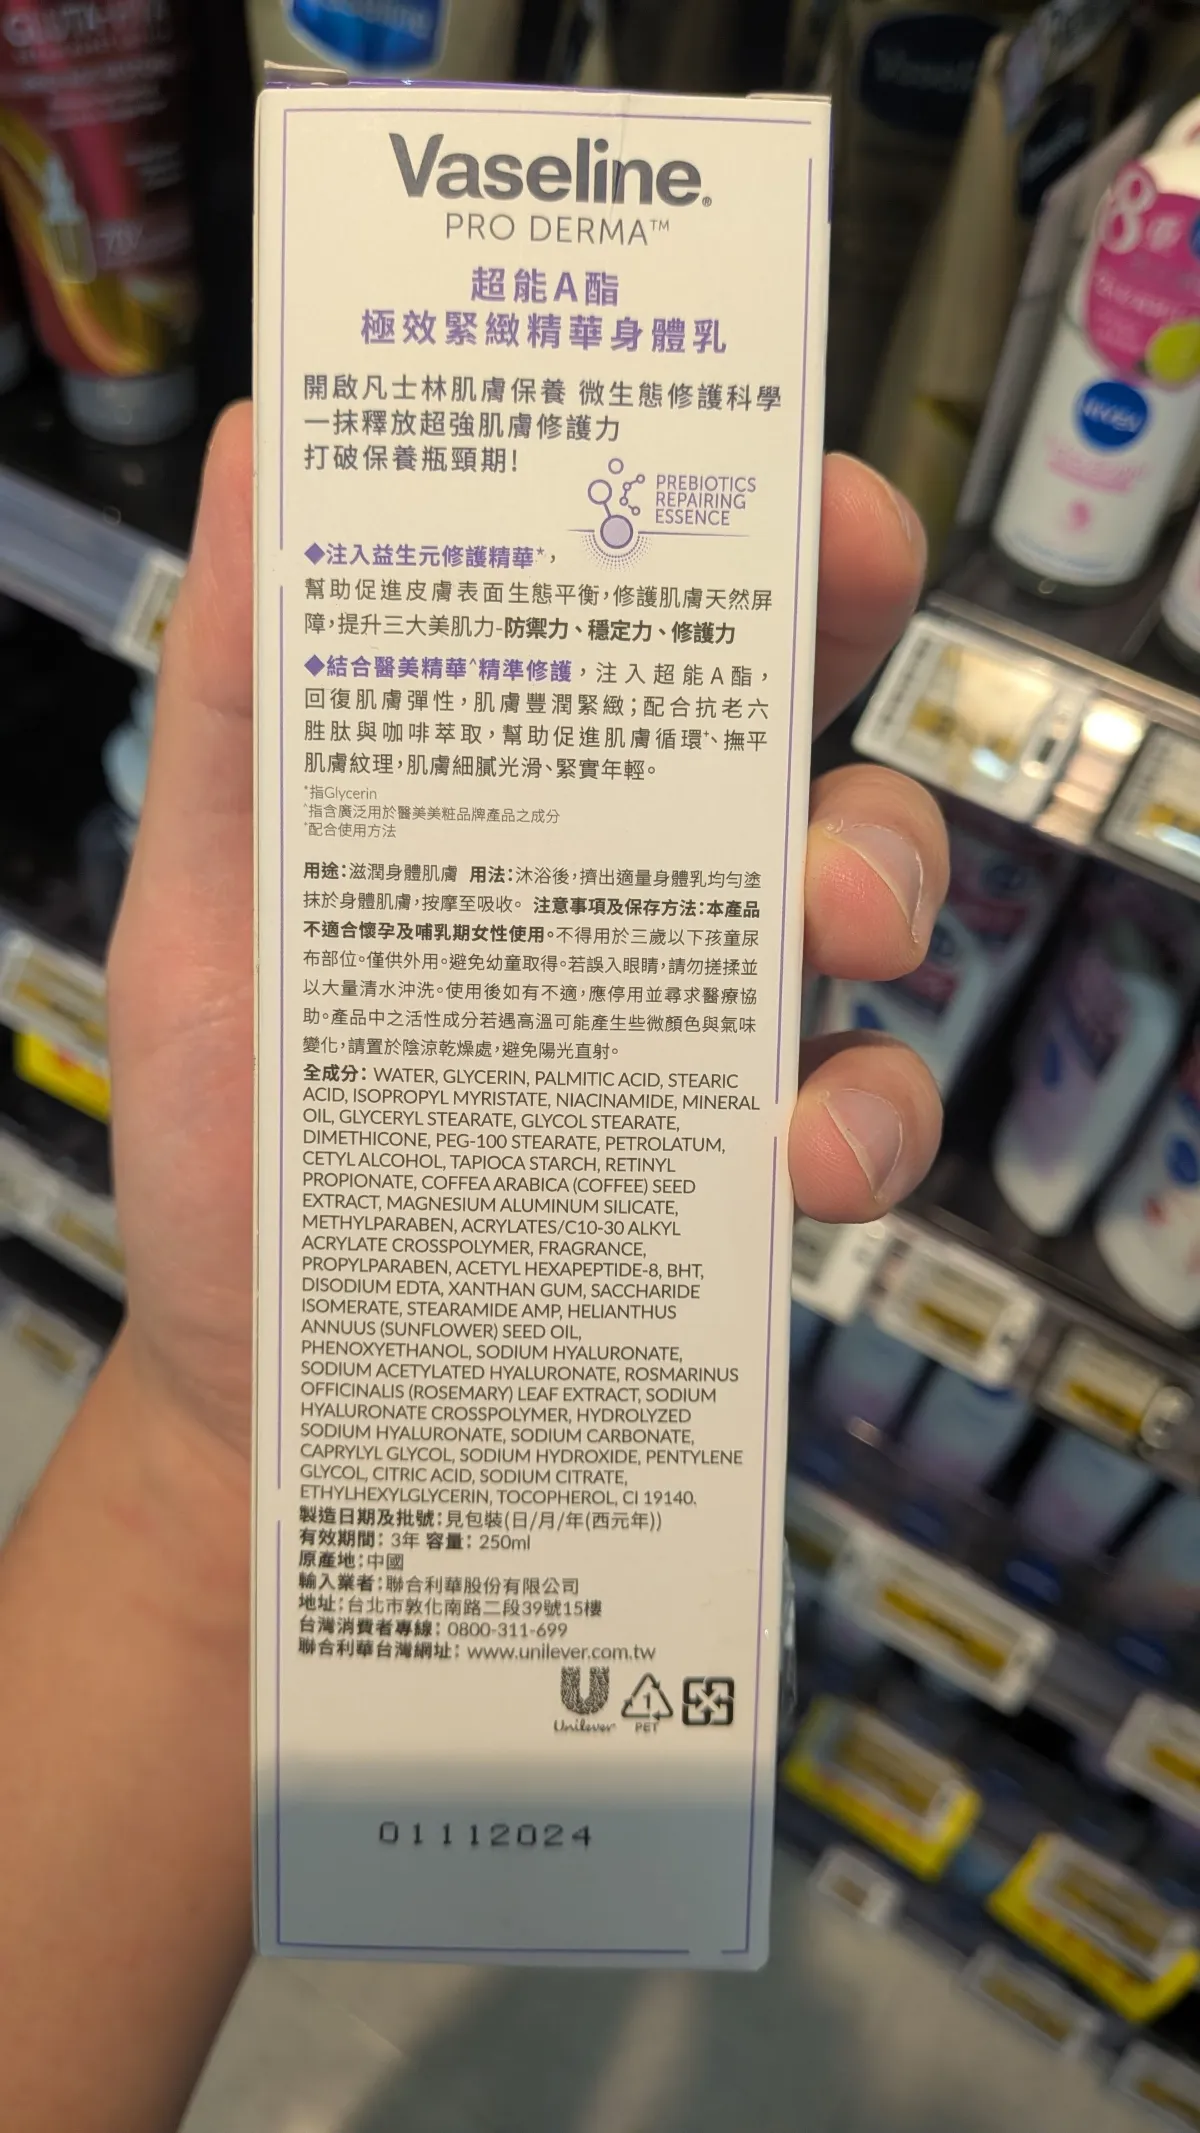 Vaseline®
PRO DERMA™
超能A酯
極效緊緻精華身體乳
開啟凡士林肌膚保養 微生態修護科學
一抹釋放超強肌膚修護力
打破保養瓶頸期!
PREBIOTICS
REPAIRING
ESSENCE
◆注入益生元修護精華*,
幫助促進皮膚表面生態平衡,修護肌膚天然屏
障,提升三大美肌力-防禦力、穩定力、修護力
◆結合醫美精華^精準修護,注入超能A酯,
回復肌膚彈性,肌膚豐潤緊緻;配合抗老六
胜肽與咖啡萃取,幫助促進肌膚循環+、撫平
肌膚紋理,肌膚細膩光滑、緊實年輕。
*指Glycerin
^指含廣泛用於醫美美粧品牌產品之成分
+配合使用方法
用途:滋潤身體肌膚 用法:沐浴後,擠出適量身體乳均勻塗
抹於身體肌膚,按摩至吸收。 注意事項及保存方法:本產品
不適合懷孕及哺乳期女性使用。不得用於三歲以下孩童尿
布部位。僅供外用。避免幼童取得。若誤入眼睛,請勿搓揉並
以大量清水沖洗。使用後如有不適,應停用並尋求醫療協
助。產品中之活性成分若遇高溫可能產生些微顏色與氣味
變化,請置於陰涼乾燥處,避免陽光直射。
全成分: WATER, GLYCERIN, PALMITIC ACID, STEARIC
ACID, ISOPROPYL MYRISTATE, NIACINAMIDE, MINERAL
OIL, GLYCERYL STEARATE, GLYCOL STEARATE,
DIMETHICONE, PEG-100 STEARATE, PETROLATUM,
CETYL ALCOHOL, TAPIOCA STARCH, RETINYL
PROPIONATE, COFFEA ARABICA (COFFEE) SEED
EXTRACT, MAGNESIUM ALUMINUM SILICATE,
METHYLPARABEN, ACRYLATES/C10-30 ALKYL
ACRYLATE CROSSPOLYMER, FRAGRANCE,
PROPYLPARABEN, ACETYL HEXAPEPTIDE-8, BHT,
DISODIUM EDTA, XANTHAN GUM, SACCHARIDE
ISOMERATE, STEARAMIDE AMP, HELIANTHUS
ANNUUS (SUNFLOWER) SEED OIL,
PHENOXYETHANOL, SODIUM HYALURONATE,
SODIUM ACETYLATED HYALURONATE, ROSMARINUS
OFFICINALIS (ROSEMARY) LEAF EXTRACT, SODIUM
HYALURONATE CROSSPOLYMER, HYDROLYZED
SODIUM HYALURONATE, SODIUM CARBONATE,
CAPRYLYL GLYCOL, SODIUM HYDROXIDE, PENTYLENE
GLYCOL, CITRIC ACID, SODIUM CITRATE,
ETHYLHEXYLGLYCERIN, TOCOPHEROL, CI 19140.
製造日期及批號:見包裝(日/月/年(西元年))
有效期間: 3年 容量: 250ml
原產地:中國
輸入業者:聯合利華股份有限公司
地址:台北市敦化南路二段39號15樓
台灣消費者專線: 0800-311-699
聯合利華台灣網址: www.unilever.com.tw
Unilever
1
PET
01112024
NIVEA